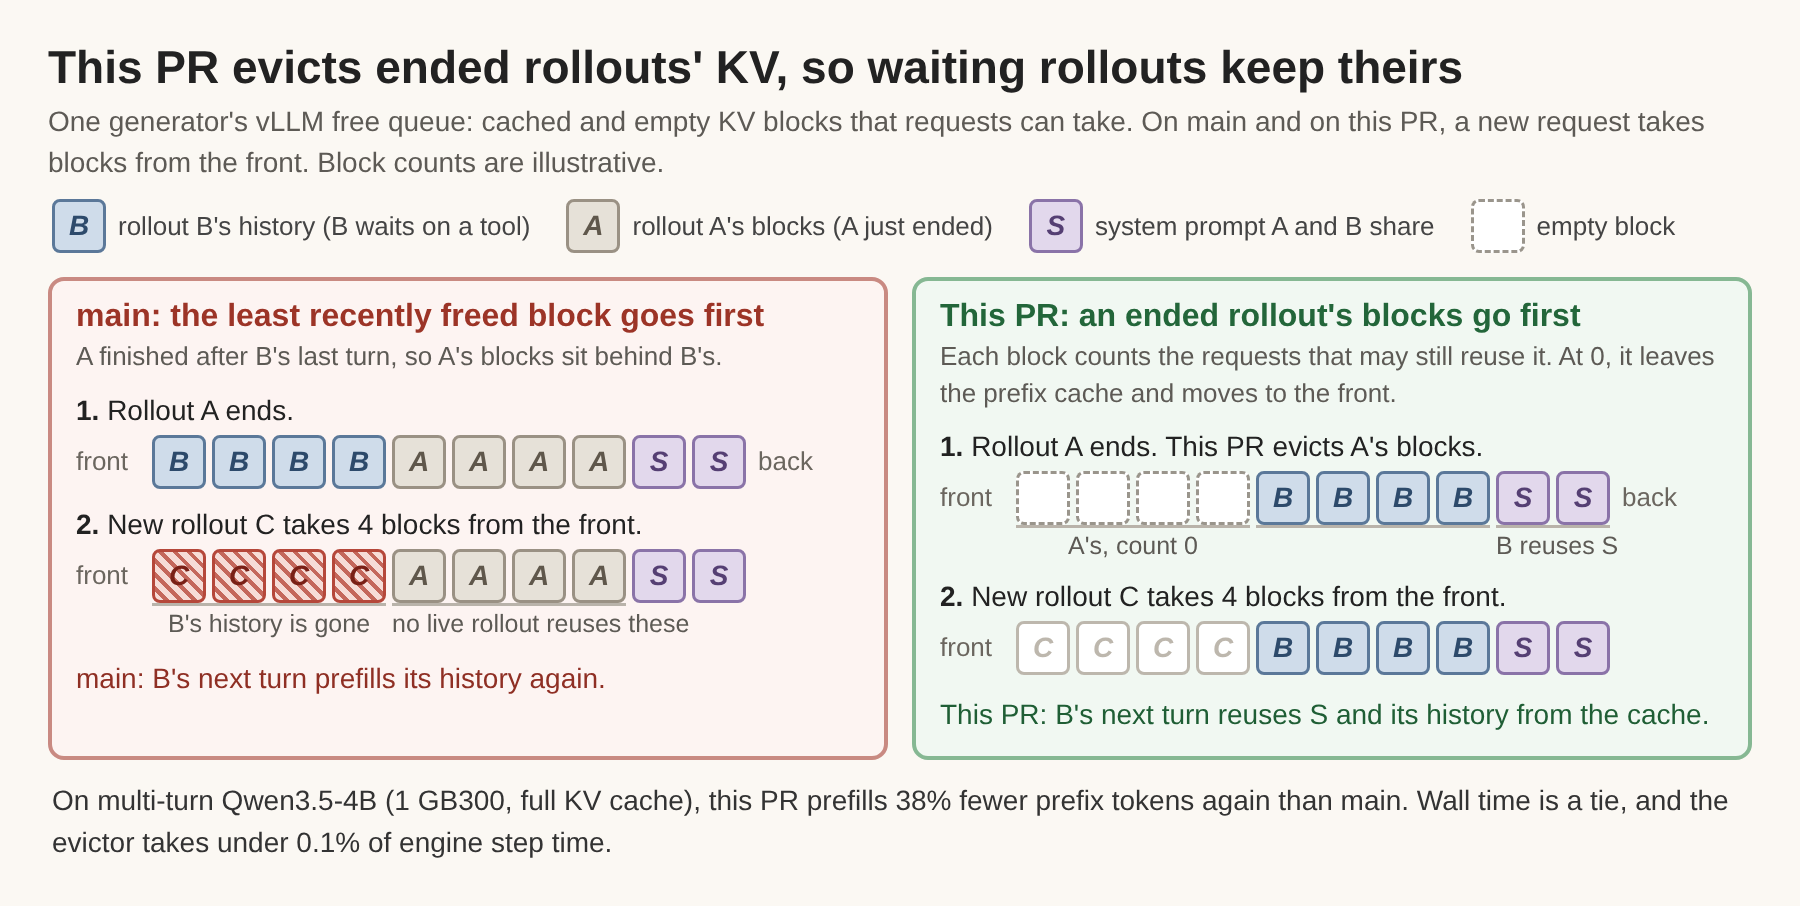 This PR evicts ended rollouts' KV, so waiting rollouts keep theirs
One generator's vLLM free queue: cached and empty KV blocks that requests can take. On main and on this PR, a new request takes
blocks from the front. Block counts are illustrative.
B rollout B's history (B waits on a tool) A rollout A's blocks (A just ended) S system prompt A and B share empty block
main: the least recently freed block goes first
A finished after B's last turn, so A's blocks sit behind B's.
1. Rollout A ends.
front B B B B A A A A S S back
2. New rollout C takes 4 blocks from the front.
front C C C C A A A A S S
B's history is gone no live rollout reuses these
main: B's next turn prefills its history again.
This PR: an ended rollout's blocks go first
Each block counts the requests that may still reuse it. At 0, it leaves
the prefix cache and moves to the front.
1. Rollout A ends. This PR evicts A's blocks.
front B B B B S S back
A's, count 0 B reuses S
2. New rollout C takes 4 blocks from the front.
front C C C C B B B B S S
This PR: B's next turn reuses S and its history from the cache.
On multi-turn Qwen3.5-4B (1 GB300, full KV cache), this PR prefills 38% fewer prefix tokens again than main. Wall time is a tie, and the
evictor takes under 0.1% of engine step time.